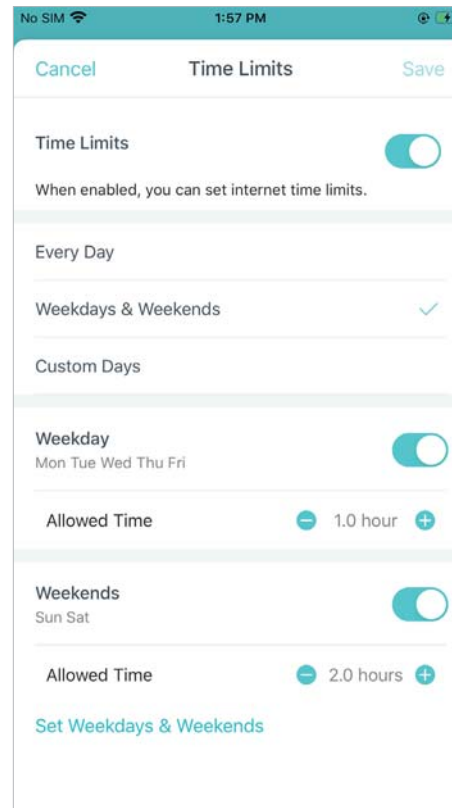 No SIM 1:57 PM
Cancel Time Limits Save
Time Limits
When enabled, you can set internet time limits.
Every Day
Weekdays & Weekends
Custom Days
Weekday
Mon Tue Wed Thu Fri
Allowed Time 1.0 hour
Weekends
Sun Sat
Allowed Time 2.0 hours
Set Weekdays & Weekends